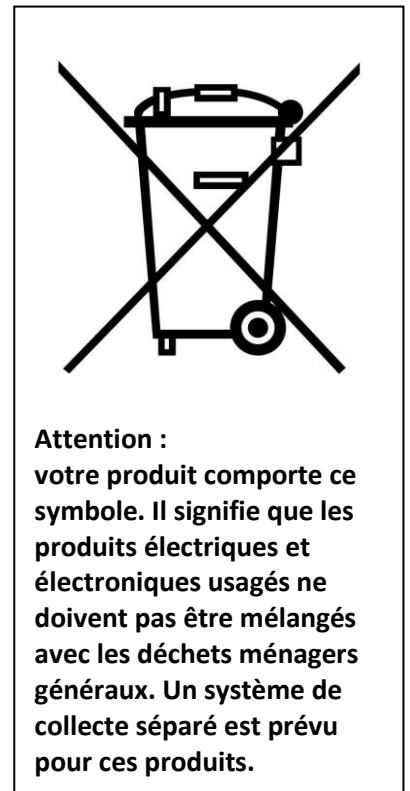 Attention :
votre produit comporte ce
symbole. Il signifie que les
produits électriques et
électroniques usagés ne
doivent pas être mélangés
avec les déchets ménagers
généraux. Un système de
collecte séparé est prévu
pour ces produits.